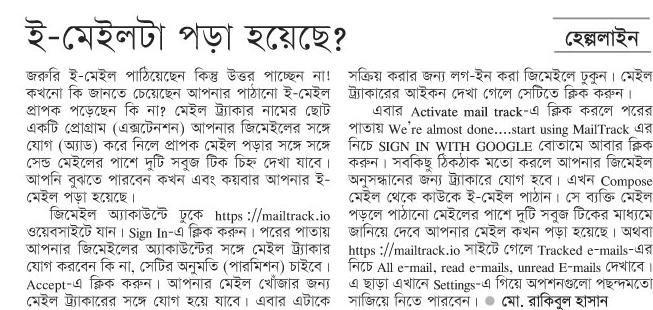 ই-মেইলটা পড়া হয়েছে?
হেল্পলাইন
জরুরি ই-মেইল পাঠিয়েছেন কিন্তু উত্তর পাচ্ছেন না!
কখনো কি জানতে চেয়েছেন আপনার পাঠানো ই-মেইল
প্রাপক পড়েছেন কি না? মেইল ট্র্যাকার নামের ছোট
একটি প্রোগ্রাম (এক্সটেনশন) আপনার জিমেইলের সঙ্গে
যোগ (অ্যাড) করে নিলে প্রাপক মেইল পড়ার সঙ্গে সঙ্গে
সেন্ড মেইলের পাশে দুটি সবুজ টিক চিহ্ন দেখা যাবে।
আপনি বুঝতে পারবেন কখন এবং কয়বার আপনার ই-
মেইল পড়া হয়েছে।
জিমেইল অ্যাকাউন্টে ঢুকে https ://mailtrack.io
ওয়েবসাইটে যান। Sign In-এ ক্লিক করুন। পরের পাতায়
আপনার জিমেইলের অ্যাকাউন্টের সঙ্গে মেইল ট্র্যাকার
যোগ করবেন কি না, সেটির অনুমতি (পারমিশন) চাইবে।
Accept-এ ক্লিক করুন। আপনার মেইল খোঁজার জন্য
মেইল ট্র্যাকারের সঙ্গে যোগ হয়ে যাবে। এবার এটাকে
সক্রিয় করার জন্য লগ-ইন করা জিমেইলে ঢুকুন। মেইল
ট্র্যাকারের আইকন দেখা গেলে সেটিতে ক্লিক করুন।
এবার Activate mail track-এ ক্লিক করলে পরের
পাতায় We're almost done....start using MailTrack এর
নিচে SIGN IN WITH GOOGLE বোতামে আবার ক্লিক
করুন। সবকিছু ঠিকঠাক মতো করলে আপনার জিমেইল
অনুসন্ধানের জন্য ট্র্যাকারে যোগ হবে। এখন Compose
মেইল থেকে কাউকে ই-মেইল পাঠান। সে ব্যক্তি মেইল
পড়লে পাঠানো মেইলের পাশে দুটি সবুজ টিকের মাধ্যমে
জানিয়ে দেবে আপনার মেইল কখন পড়া হয়েছে। অথবা
https ://mailtrack.io সাইটে গেলে Tracked e-mails-এর
নিচে All e-mail, read e-mails, unread E-mails দেখাবে।
এ ছাড়া এখানে Settings-এ গিয়ে অপশনগুলো পছন্দমতো
সাজিয়ে নিতে পারবেন। ● মো. রাকিবুল হাসান